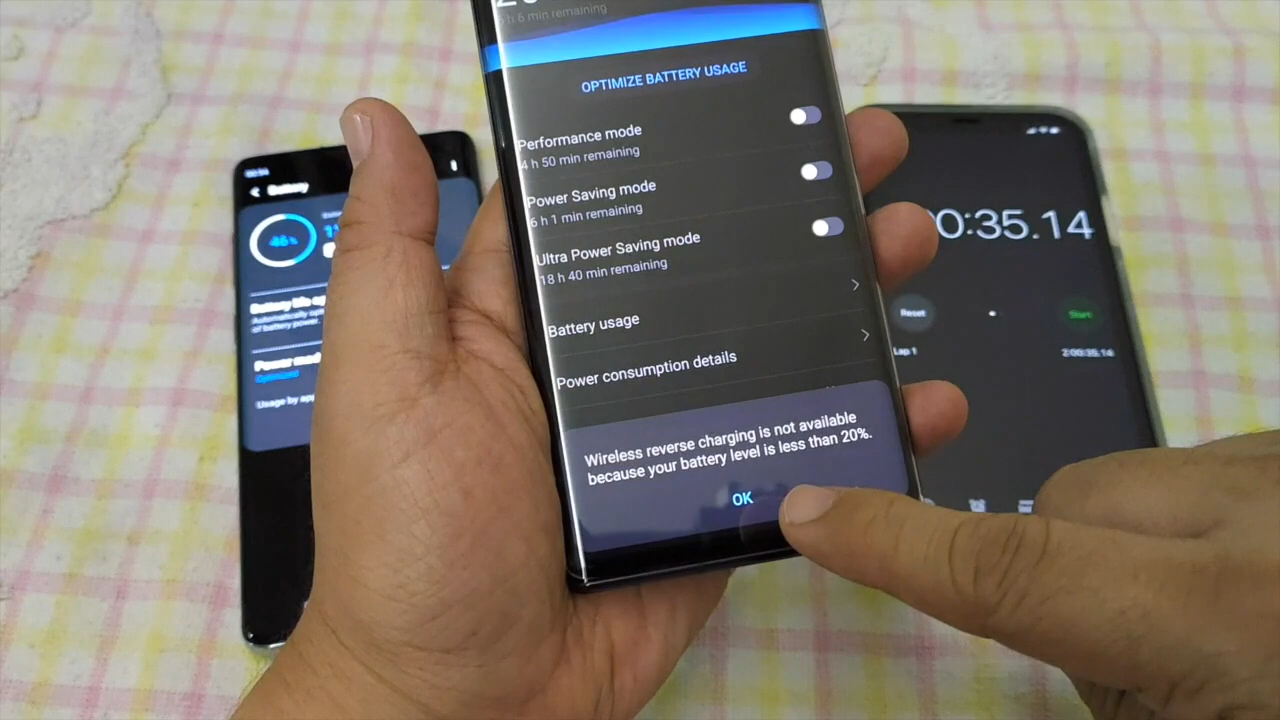 h 6 min remaining
OPTIMIZE BATTERY USAGE
Performance mode
4 h 50 min remaining
Power Saving mode
6 h 1 min remaining
Ultra Power Saving mode
18 h 40 min remaining
Battery usage
Power consumption details
Wireless reverse charging is not available
because your battery level is less than 20%.
OK
Battery
46%
Battery life
Automatically
of battery power.
Power
Optimized
Usage by
0:35.14
Reset
Start
Lap 1
2:00:35.14